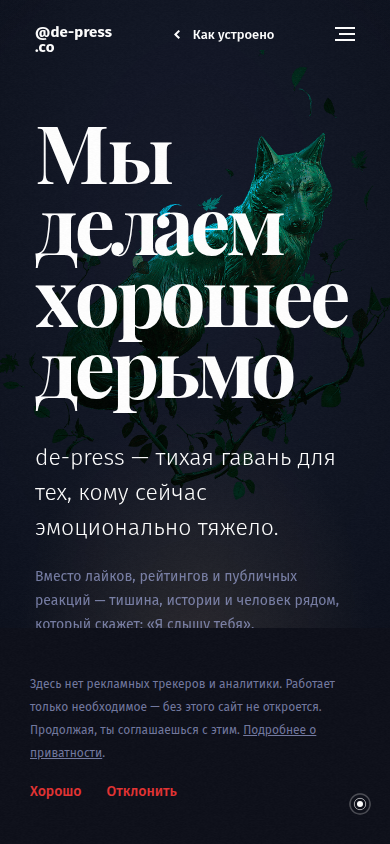 @de-press
.co
Как устроено
Мы
делаем
хорошее
дерьмо
de-press — тихая гавань для
тех, кому сейчас
эмоционально тяжело.
Вместо лайков, рейтингов и публичных
реакций — тишина, истории и человек рядом,
который скажет: «Я слышу тебя».
Здесь нет рекламных трекеров и аналитики. Работает
только необходимое — без этого сайт не откроется.
Продолжая, ты соглашаешься с этим. Подробнее о
приватности.
Хорошо Отклонить